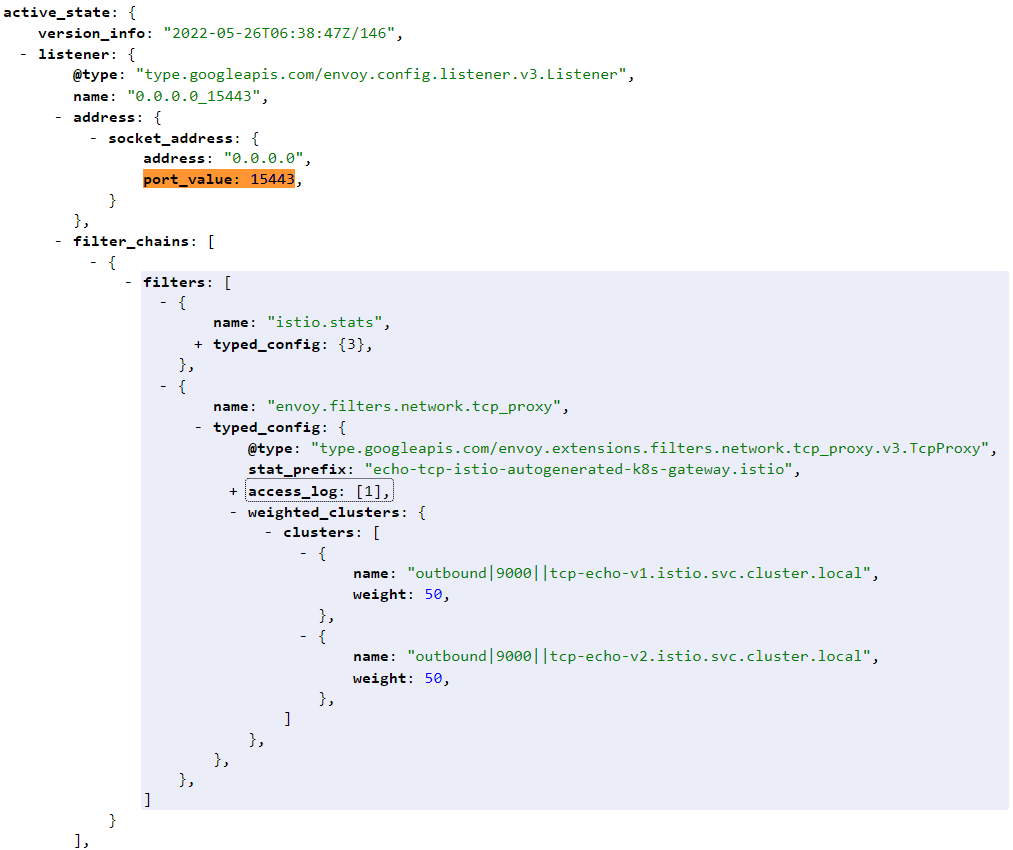 active_state: {
version_info: "2022-05-26T06:38:47Z/146",
- listener: {
@type: "type.googleapis.com/envoy.config.listener.v3.Listener",
name: "0.0.0.0_15443",
- address: {
- socket_address: {
address: "0.0.0.0",
port_value: 15443,
}
},
- filter_chains: [
- {
- filters: [
- {
name: "istio.stats",
+ typed_config: {3},
},
- {
name: "envoy.filters.network.tcp_proxy",
- typed_config: {
@type: "type.googleapis.com/envoy.extensions.filters.network.tcp_proxy.v3.TcpProxy",
stat_prefix: "echo-tcp-istio-autogenerated-k8s-gateway.istio",
+ access_log: [1],
- weighted_clusters: {
- clusters: [
- {
name: "outbound|9000||tcp-echo-v1.istio.svc.cluster.local",
weight: 50,
},
- {
name: "outbound|9000||tcp-echo-v2.istio.svc.cluster.local",
weight: 50,
},
]
},
},
},
]
}
],